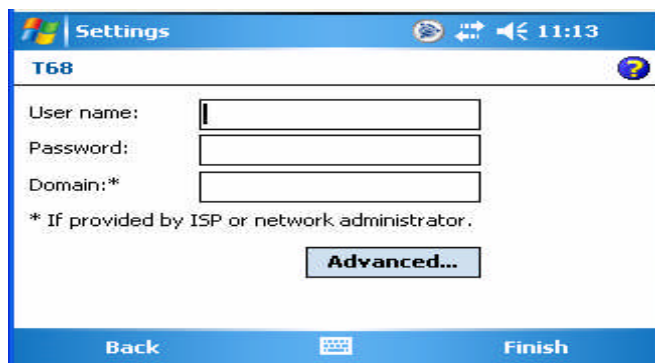 Settings 11:13
T68
User name:
Password:
Domain:*
* If provided by ISP or network administrator.
Advanced...
Back Finish